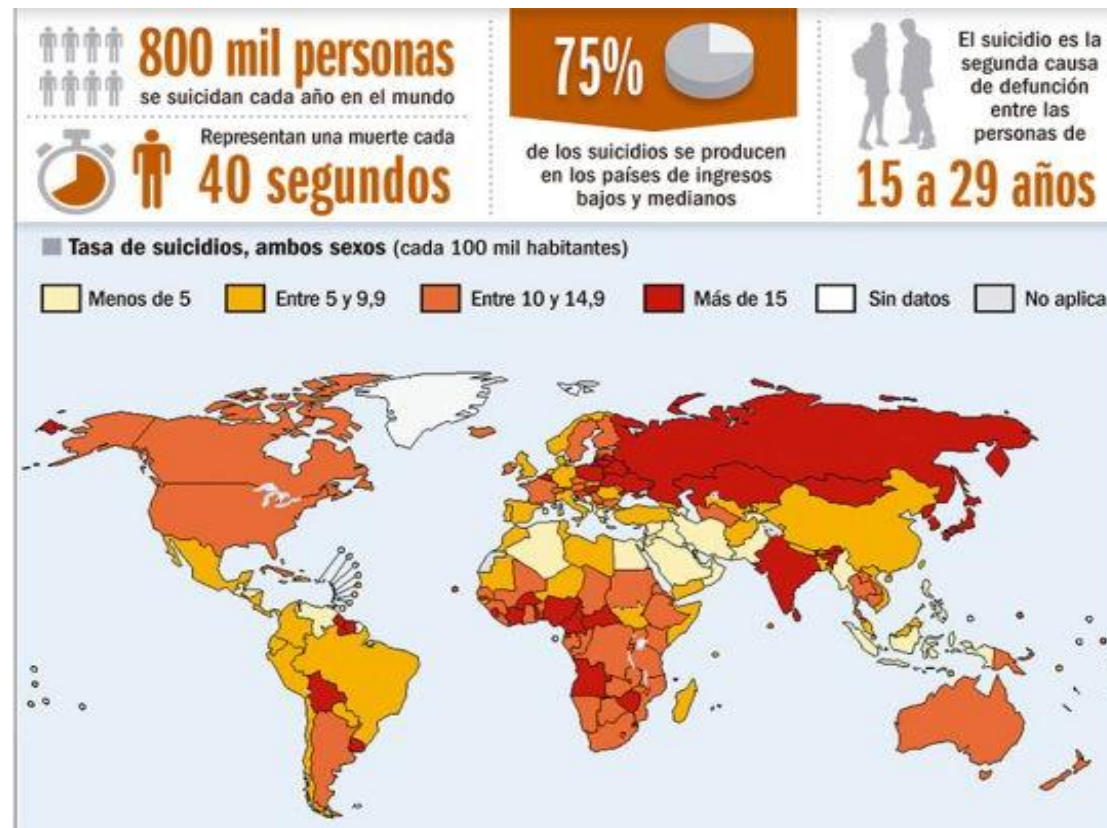 800 mil personas
se suicidan cada año en el mundo
Representan una muerte cada
40 segundos
75%
de los suicidios se producen
en los países de ingresos
bajos y medianos
El suicidio es la
segunda causa
de defunción
entre las
personas de
15 a 29 años
Tasa de suicidios, ambos sexos (cada 100 mil habitantes)
Menos de 5
Entre 5 y 9,9
Entre 10 y 14,9
Más de 15
Sin datos
No aplica